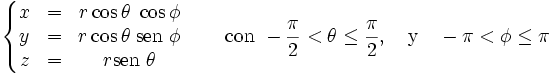 x = r cos θ cos ϕ
y = r cos θ sen ϕ con −π/2 < θ ≤ π/2, y −π < ϕ ≤ π
z = r sen θ